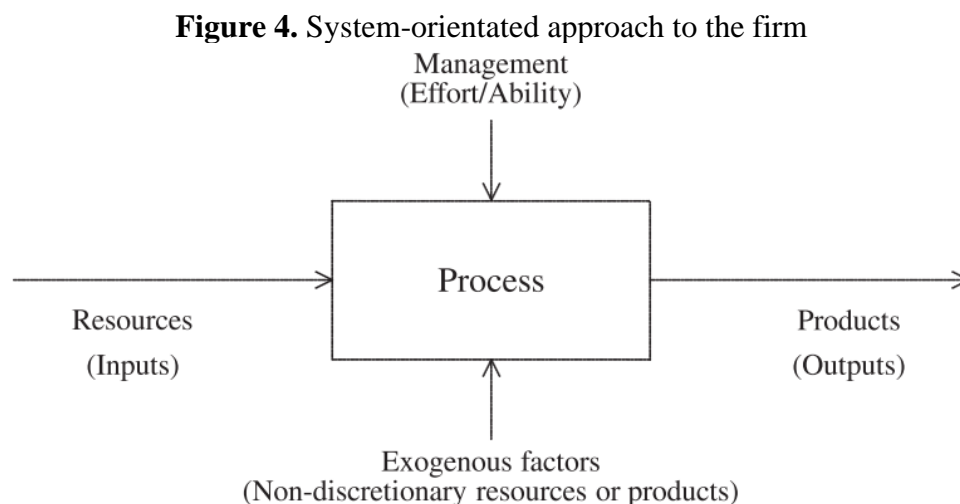 Figure 4. System-orientated approach to the firm
Management
(Effort/Ability)
Process
Resources
(Inputs)
Products
(Outputs)
Exogenous factors
(Non-discretionary resources or products)